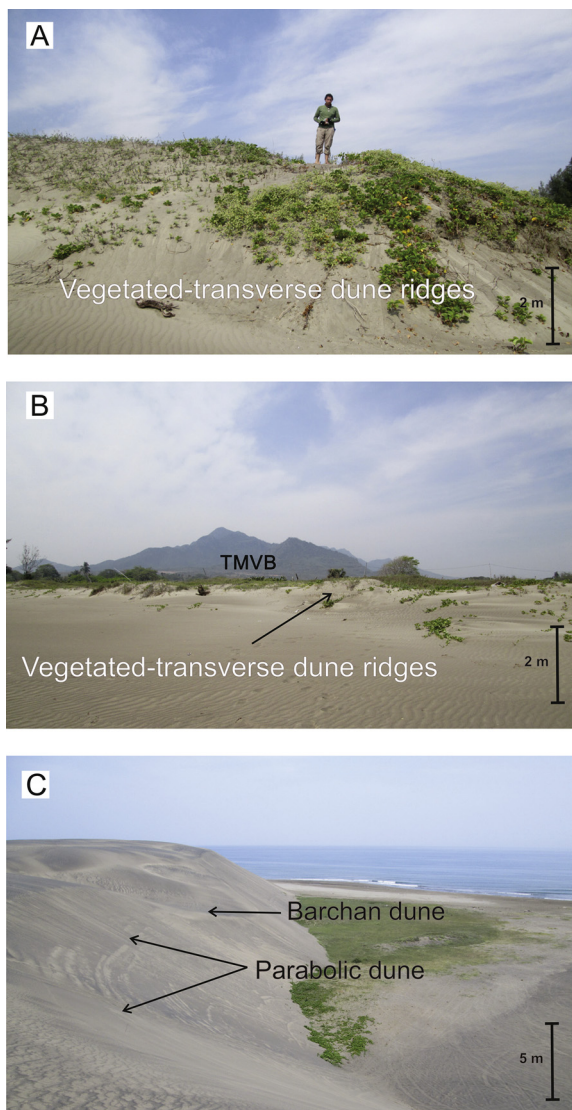 A
Vegetated-transverse dune ridges
2 m
B
TMVB
Vegetated-transverse dune ridges
2 m
C
Barchan dune
Parabolic dune
5 m